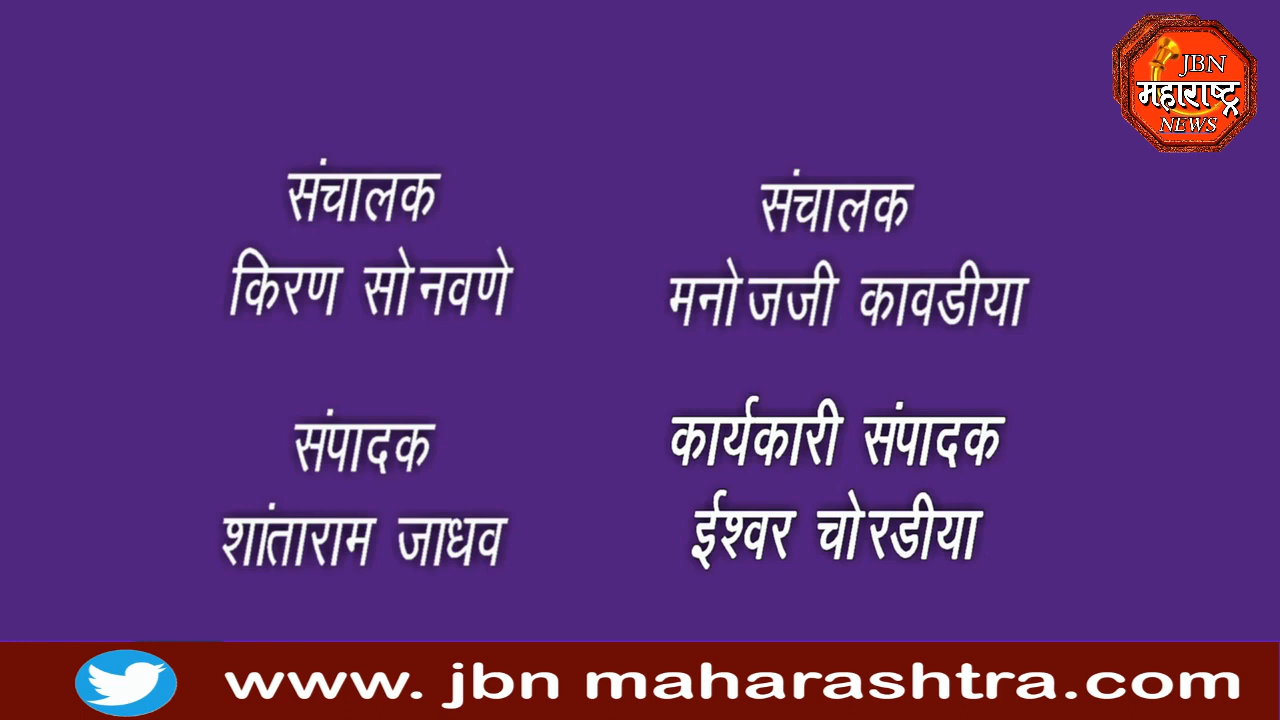 JBN
महाराष्ट्र
NEWS
संचालक
किरण सोनवणे
संचालक
मनोजजी कावडीया
संपादक
शांताराम जाधव
कार्यकारी संपादक
ईश्वर चोरडीया
www. jbn maharashtra.com